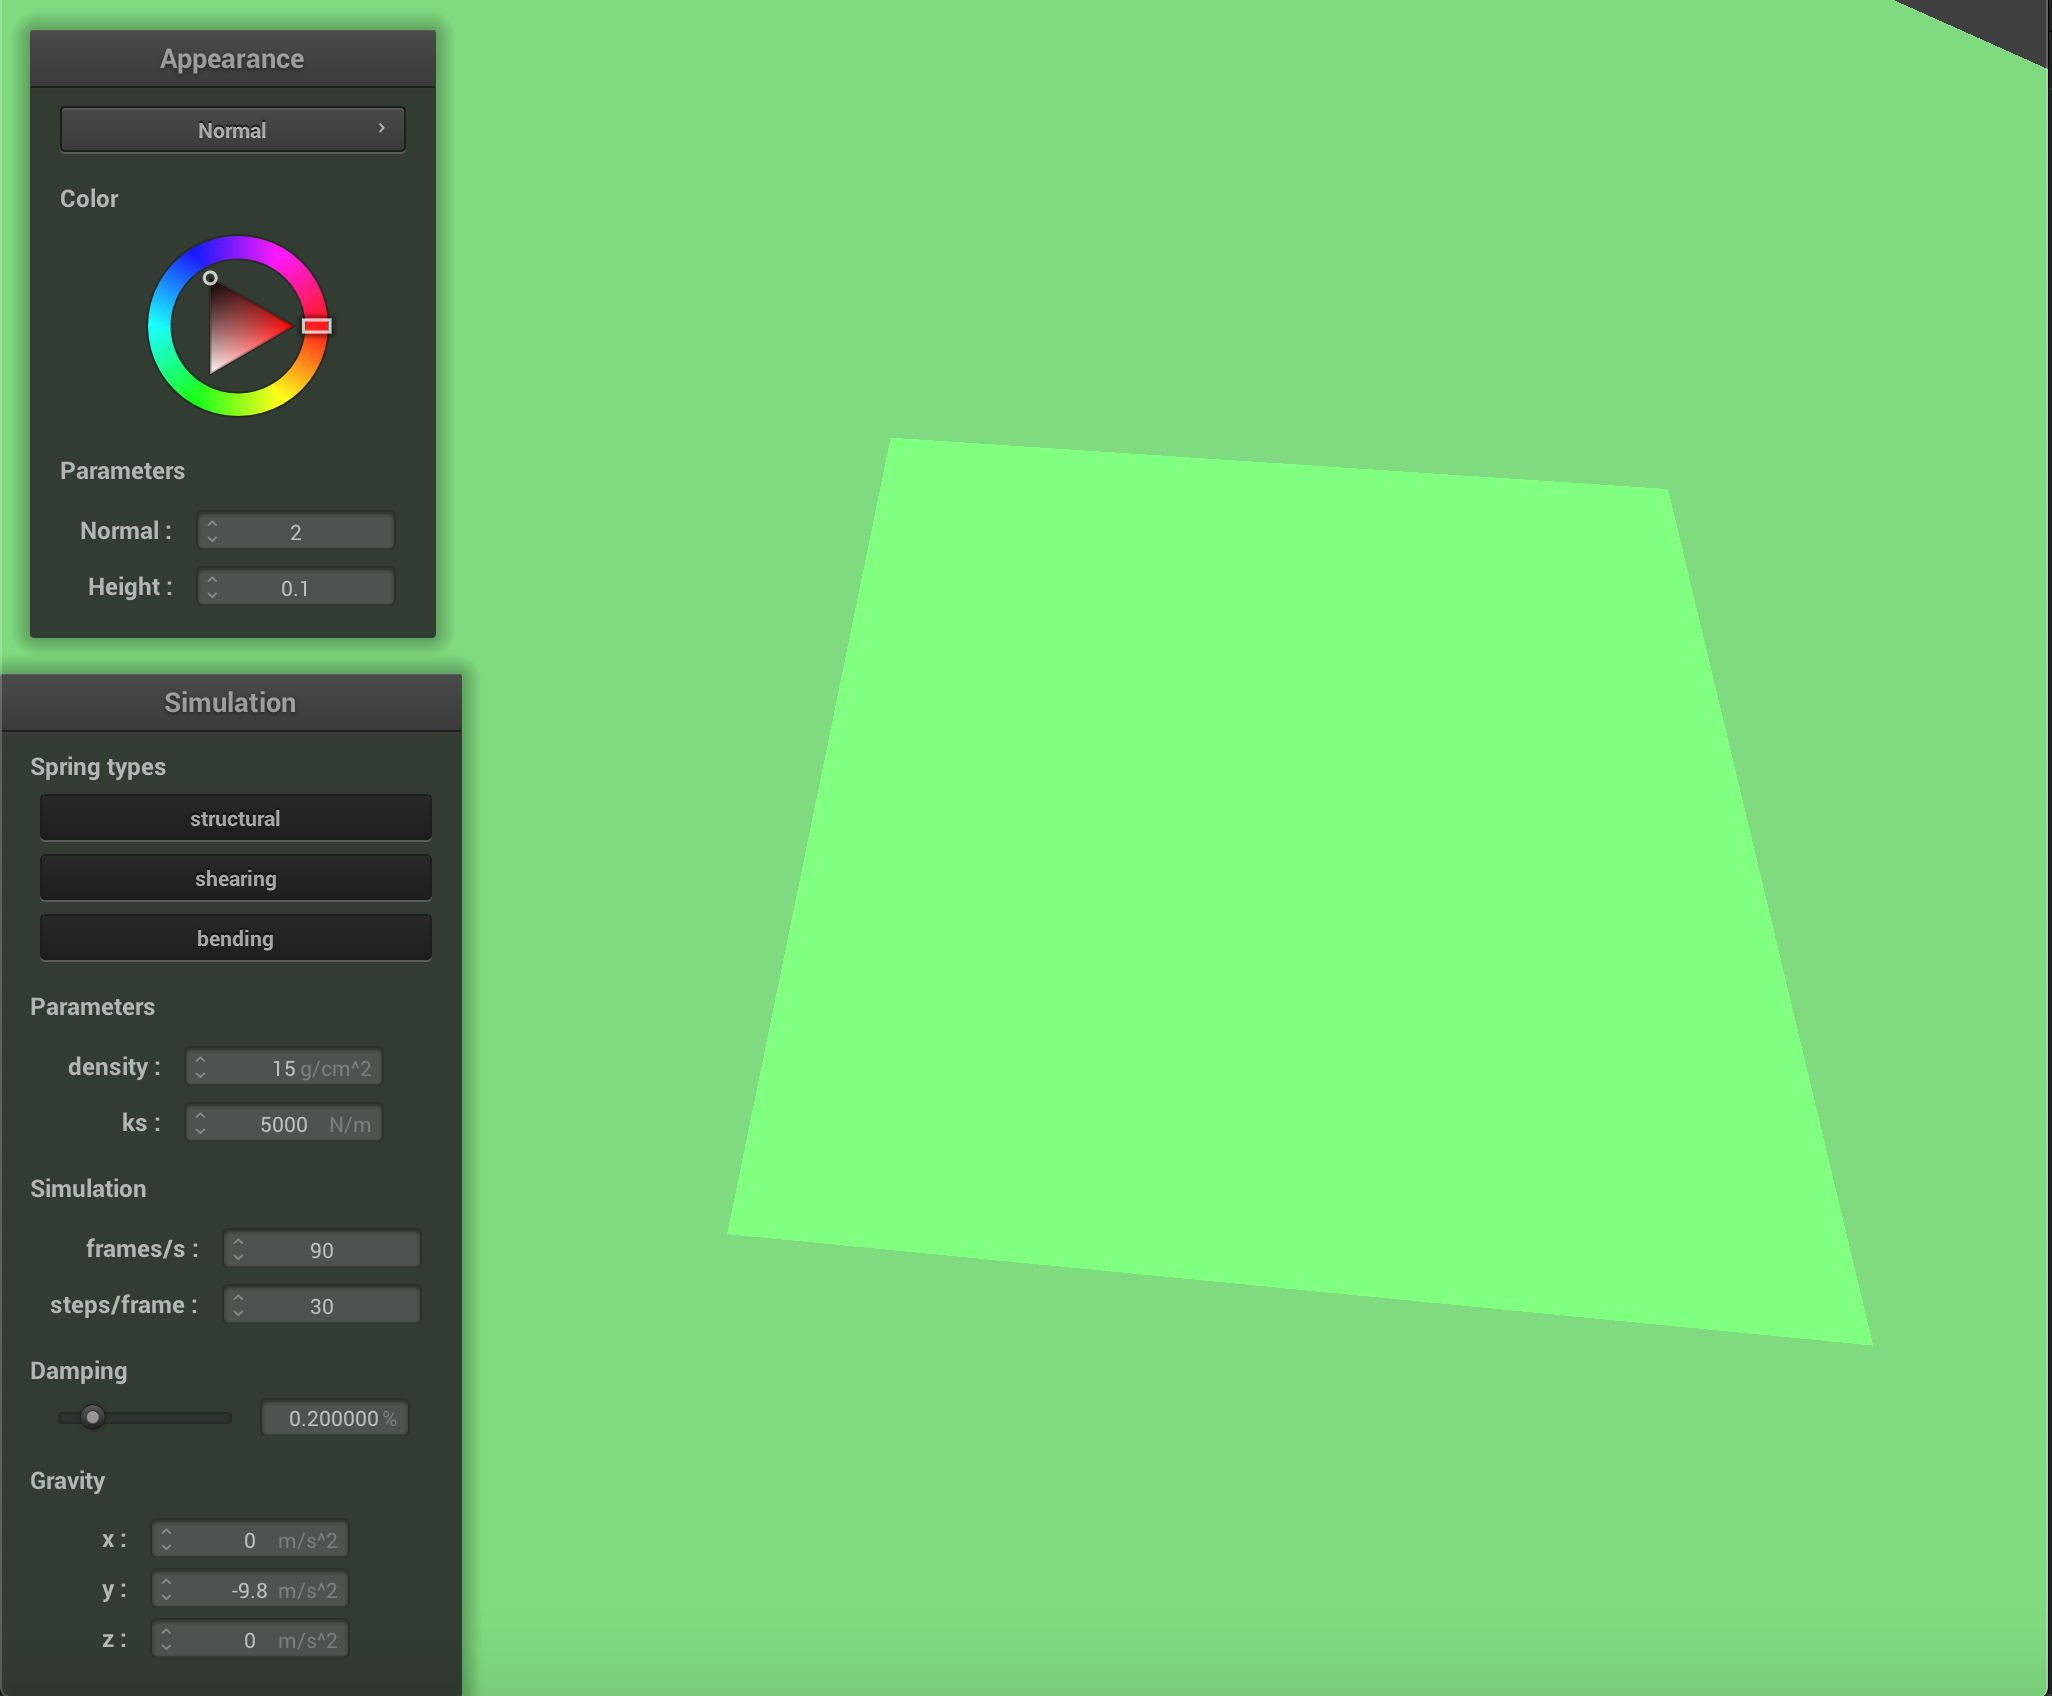 Appearance
Normal
Color
Parameters
Normal : 2
Height : 0.1
Simulation
Spring types
structural
shearing
bending
Parameters
density : 15 g/cm^2
ks : 5000 N/m
Simulation
frames/s : 90
steps/frame : 30
Damping
0.200000 %
Gravity
x : 0 m/s^2
y : -9.8 m/s^2
z : 0 m/s^2